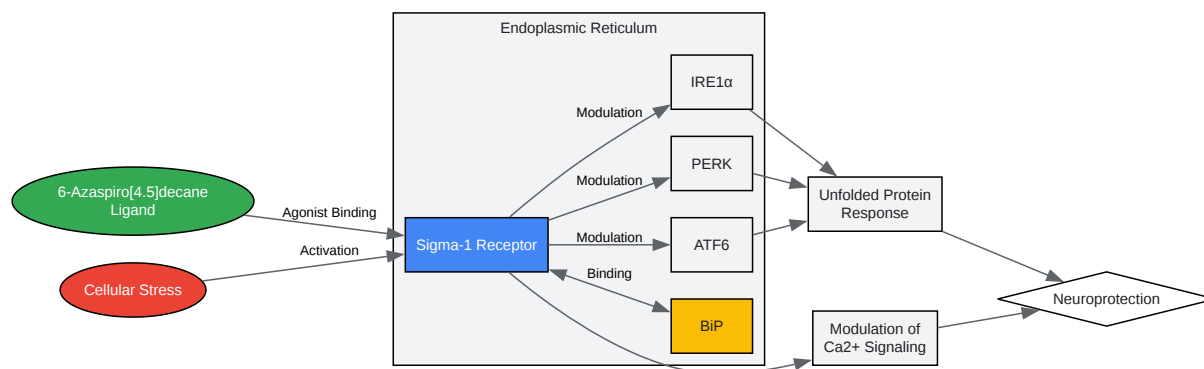 Endoplasmic Reticulum
IRE1α
Modulation
PERK
Modulation
6-Azaspiro[4.5]decane
Ligand
Agonist Binding
Unfolded Protein
Response
Sigma-1 Receptor
Modulation
ATF6
Activation
Binding
Cellular Stress
Neuroprotection
BiP
Modulation of
Ca2+ Signaling